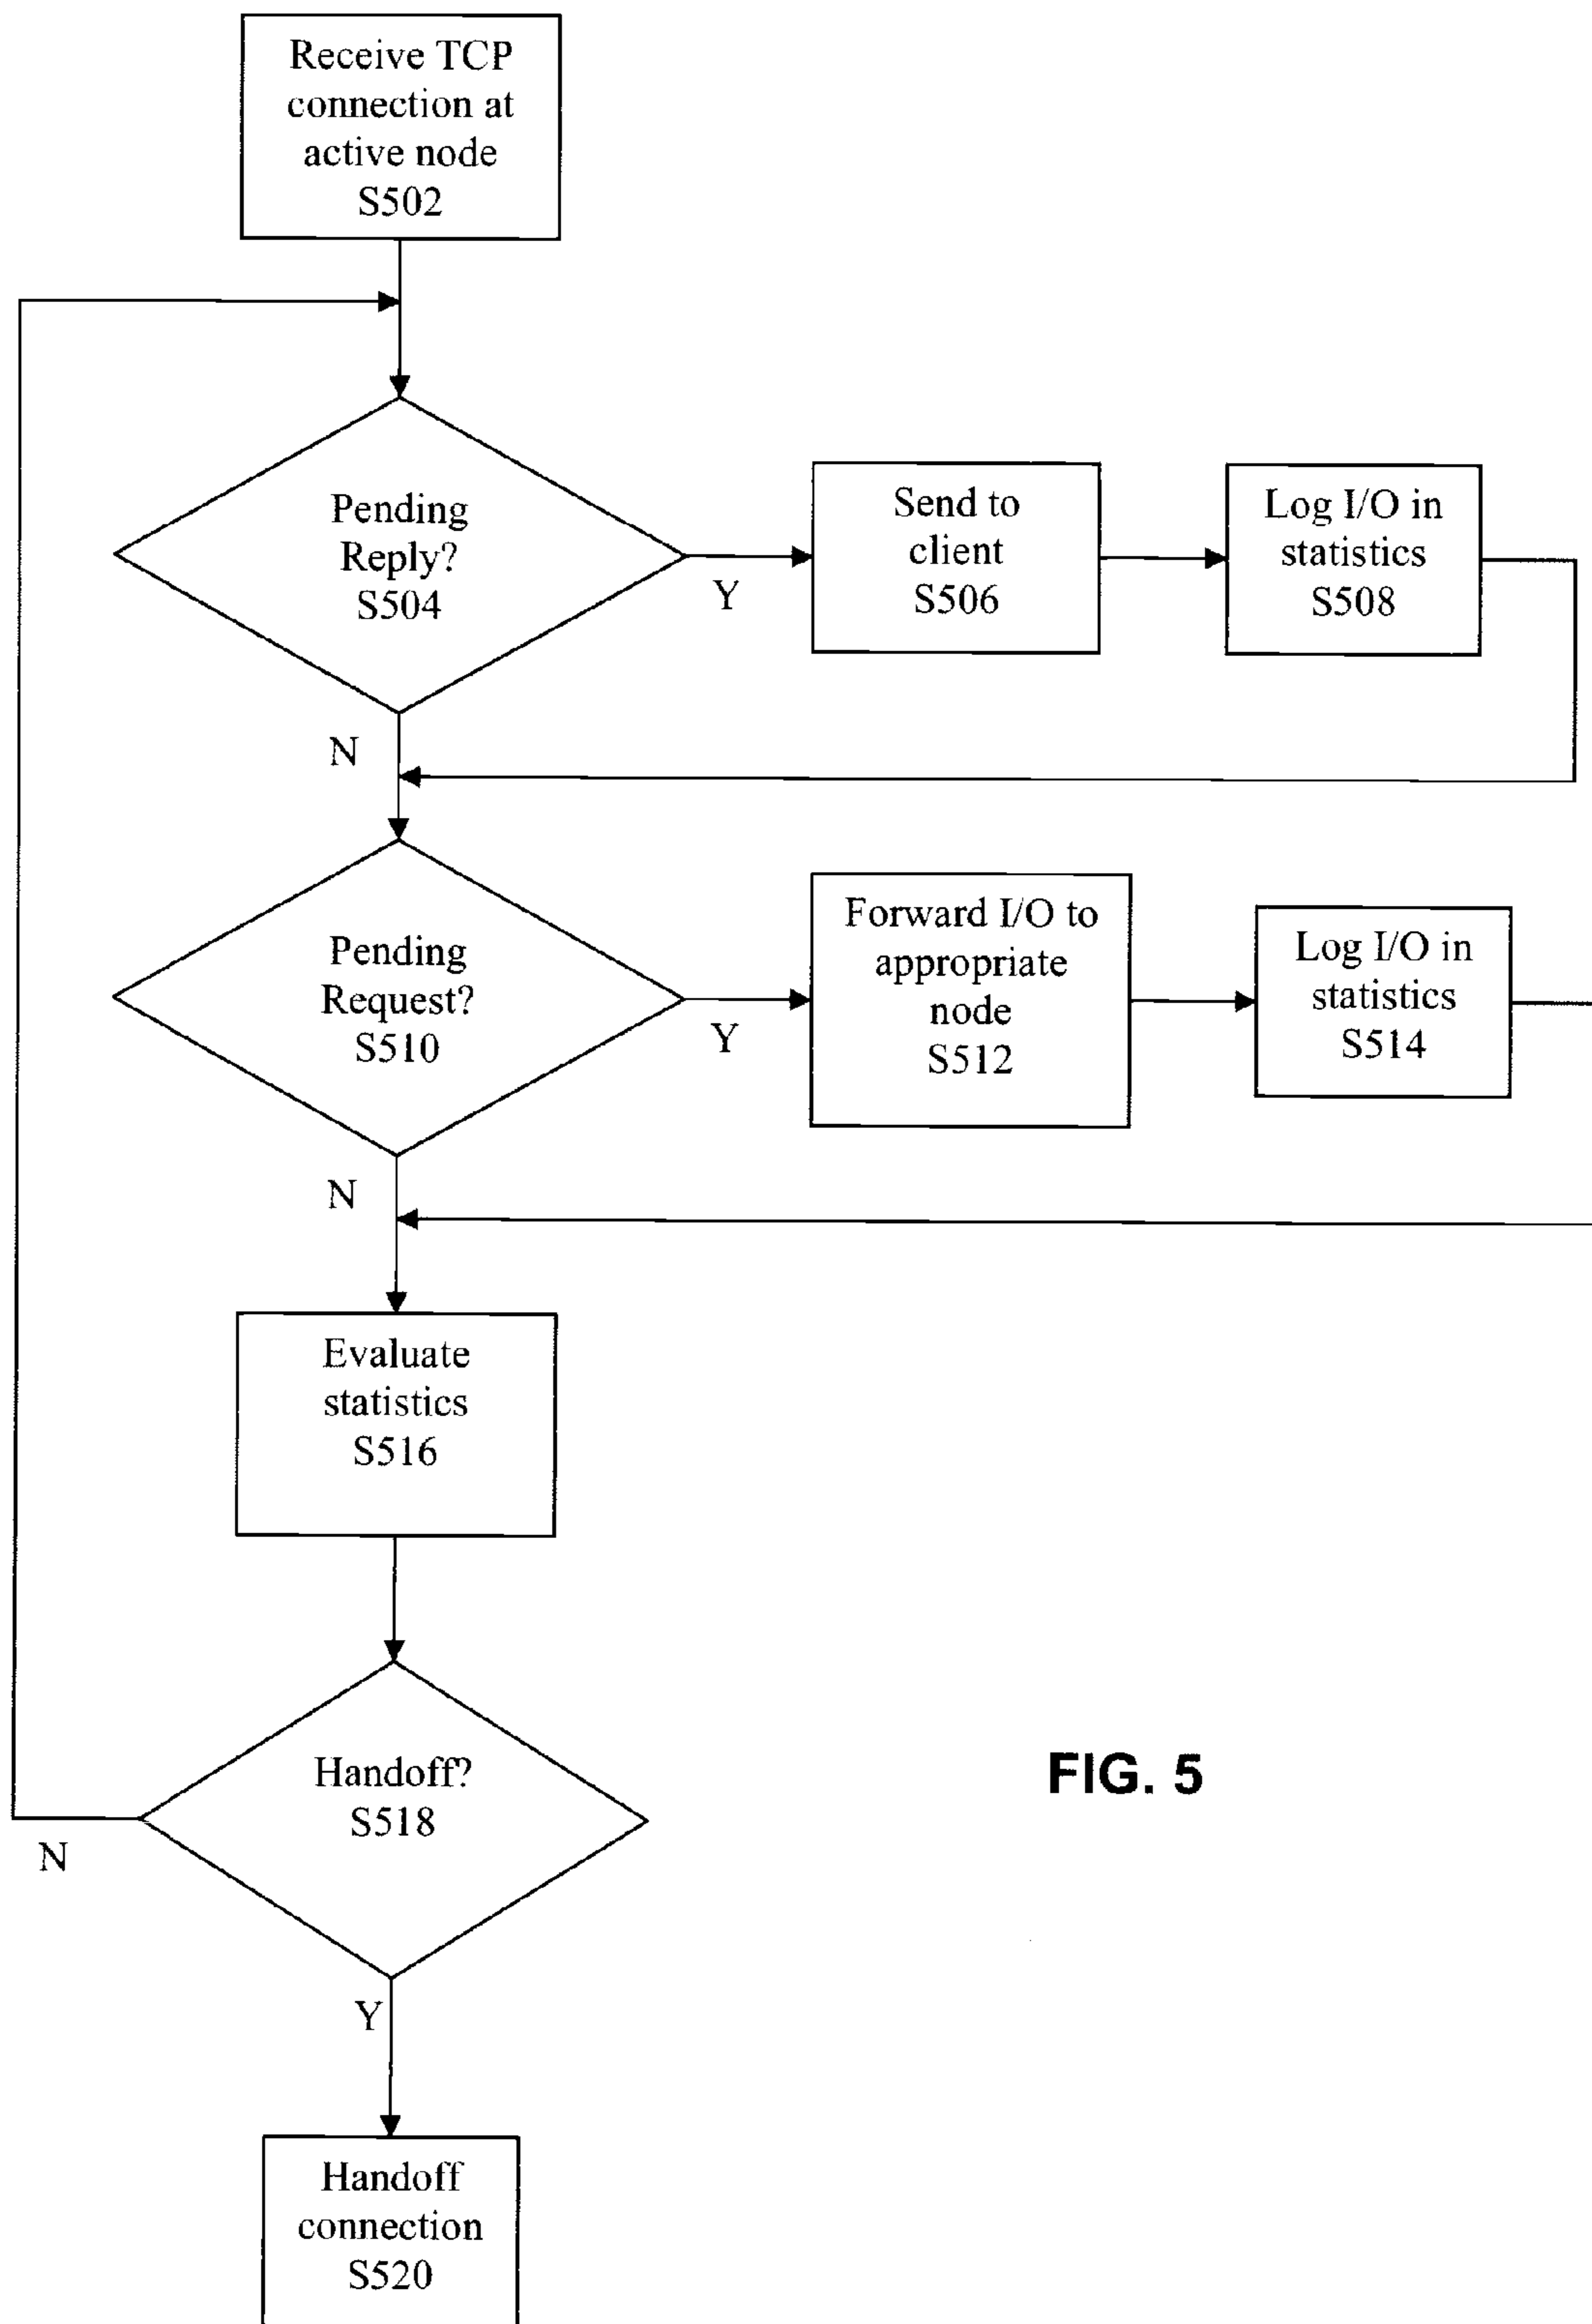 Receive TCP
connection at
active node
S502
Pending
Reply?
S504
Y
Send to
client
S506
Log I/O in
statistics
S508
N
Pending
Request?
S510
Y
Forward I/O to
appropriate
node
S512
Log I/O in
statistics
S514
N
Evaluate
statistics
S516
Handoff?
S518
N
FIG. 5
Y
Handoff
connection
S520